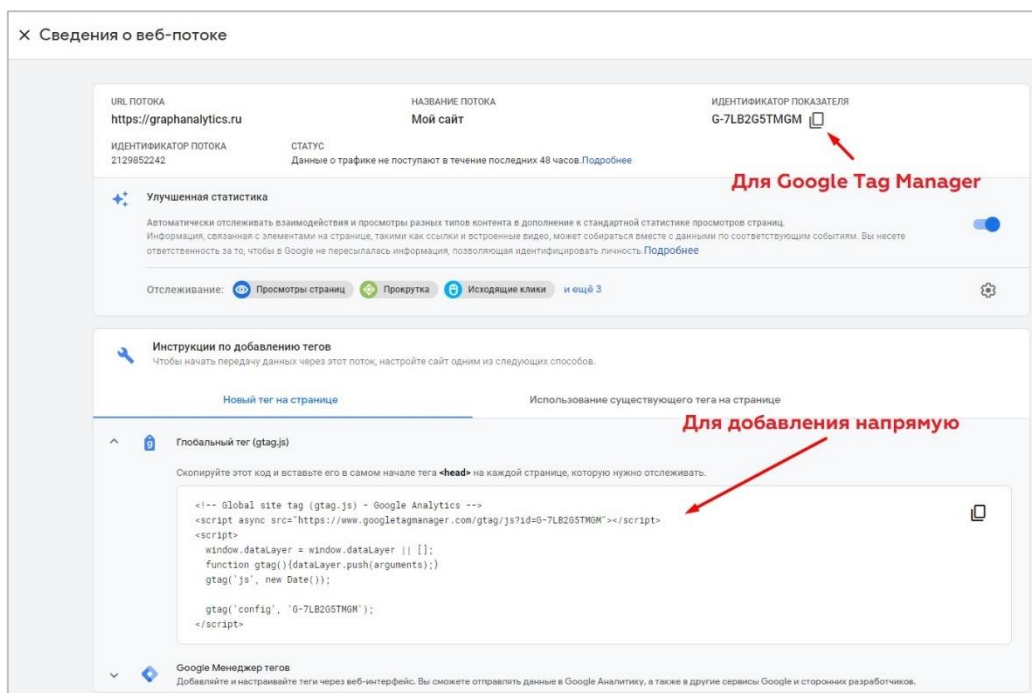 × Сведения о веб-потоке
URL ПОТОКА
https://graphanalytics.ru
НАЗВАНИЕ ПОТОКА
Мой сайт
ИДЕНТИФИКАТОР ПОКАЗАТЕЛЯ
G-7LB2G5TMGM
ИДЕНТИФИКАТОР ПОТОКА
2129852242
СТАТУС
Данные о трафике не поступают в течение последних 48 часов.Подробнее
Для Google Tag Manager
Улучшенная статистика
Автоматически отслеживать взаимодействия и просмотры разных типов контента в дополнение к стандартной статистике просмотров страниц.
Информация, связанная с элементами на странице, такими как ссылки и встроенные видео, может собираться вместе с данными по соответствующим событиям. Вы несете
ответственность за то, чтобы в Google не пересылалась информация, позволяющая идентифицировать личность.Подробнее
Отслеживание: Просмотры страниц Прокрутка Исходящие клики и ещё 3
Инструкции по добавлению тегов
Чтобы начать передачу данных через этот поток, настройте сайт одним из следующих способов.
Новый тег на странице
Использование существующего тега на странице
Для добавления напрямую
g Глобальный тег (gtag.js)
Скопируйте этот код и вставьте его в самом начале тега <head> на каждой странице, которую нужно отслеживать.
<!-- Global site tag (gtag.js) - Google Analytics -->
<script async src="https://www.googletagmanager.com/gtag/js?id=G-7LB2G5TMGM"></script>
<script>
window.dataLayer = window.dataLayer || [];
function gtag(){dataLayer.push(arguments);}
gtag('js', new Date());
gtag('config', 'G-7LB2G5TMGM');
</script>
Google Менеджер тегов
Добавляйте и настраивайте теги через веб-интерфейс. Вы сможете отправлять данные в Google Аналитику, а также в другие сервисы Google и сторонних разработчиков.